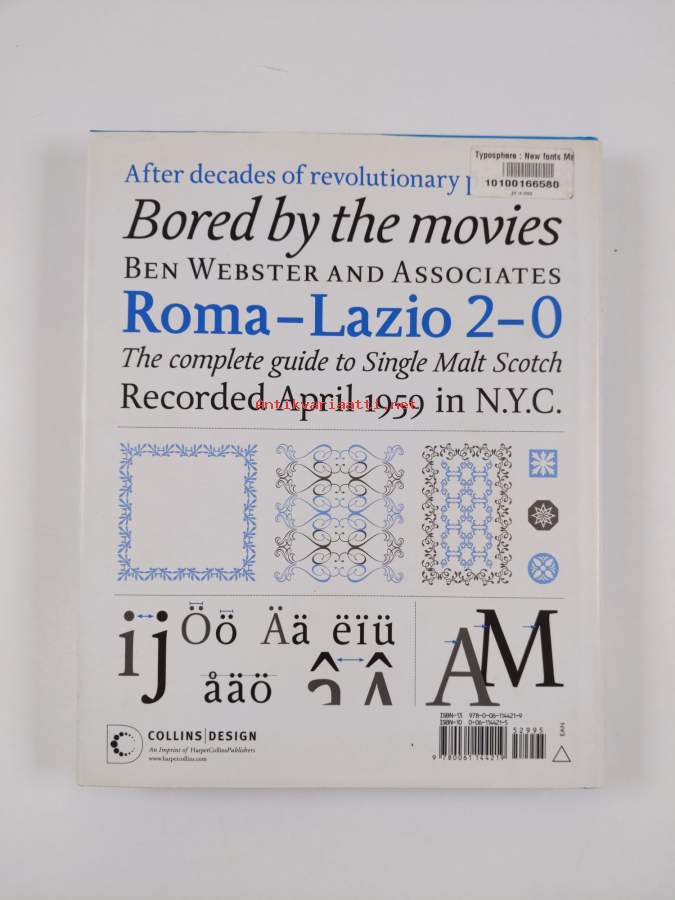 Typosphere : New fonts
10100166580
After decades of revolutionary
Bored by the movies
BEN WEBSTER AND ASSOCIATES
Roma–Lazio 2–0
The complete guide to Single Malt Scotch
Recorded April 1959 in N.Y.C.
Antikvariaatti.net
ij Öö Ää ëïü
åäö
AM
COLLINS|DESIGN
An Imprint of HarperCollinsPublishers
www.harpercollins.com
ISBN-13 978-0-06-114421-9
ISBN-10 0-06-114421-5
52995
EAN
9 780061 144219